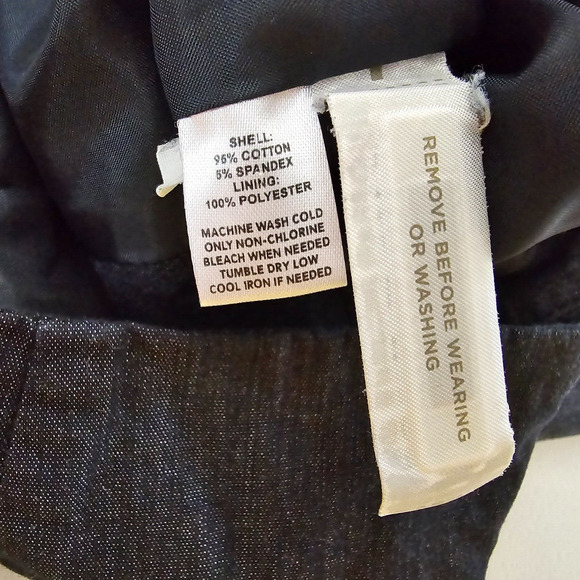 SHELL:
95% COTTON
5% SPANDEX
LINING:
100% POLYESTER
MACHINE WASH COLD
ONLY NON-CHLORINE
BLEACH WHEN NEEDED
TUMBLE DRY LOW
COOL IRON IF NEEDED
REMOVE BEFORE WEARING
OR WASHING